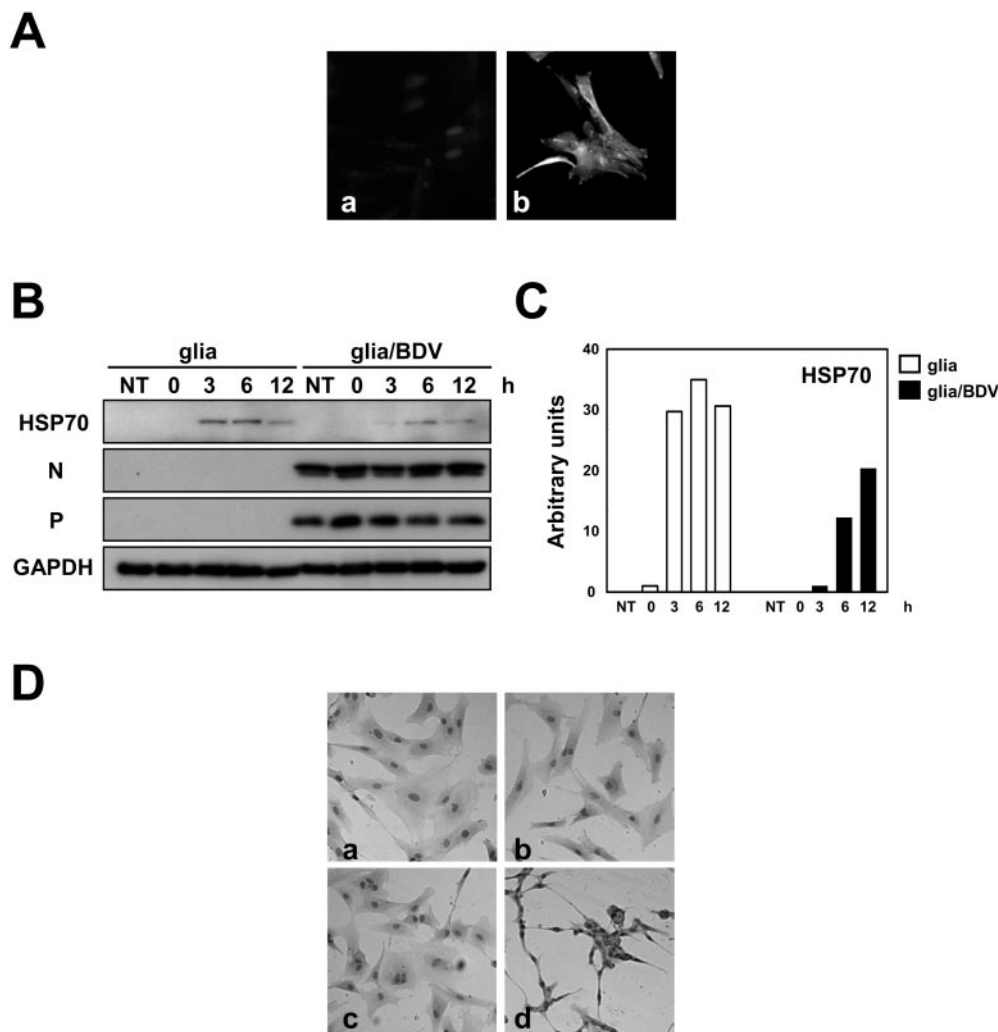 A
a b
B
glia glia/BDV
NT 0 3 6 12 NT 0 3 6 12 h
HSP70
N
P
GAPDH
C
glia
glia/BDV
HSP70
Arbitrary units
40
30
20
10
0
NT 0 3 6 12 NT 0 3 6 12 h
D
a b
c d